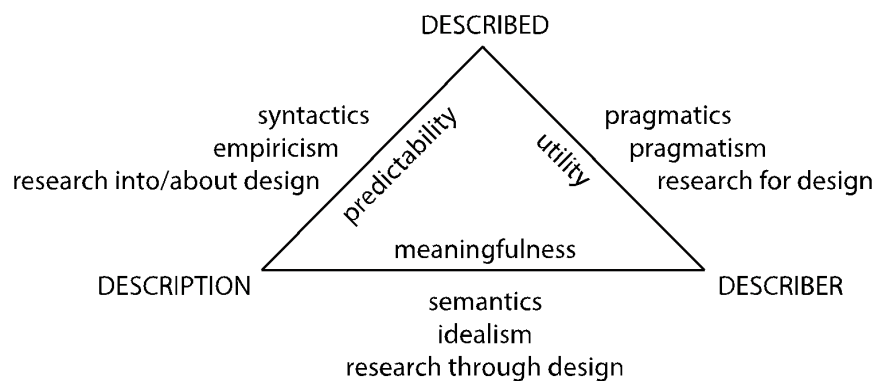 DESCRIBED
syntactics
empiricism
research into/about design
predictability
utility
pragmatics
pragmatism
research for design
meaningfulness
DESCRIPTION
DESCRIBER
semantics
idealism
research through design